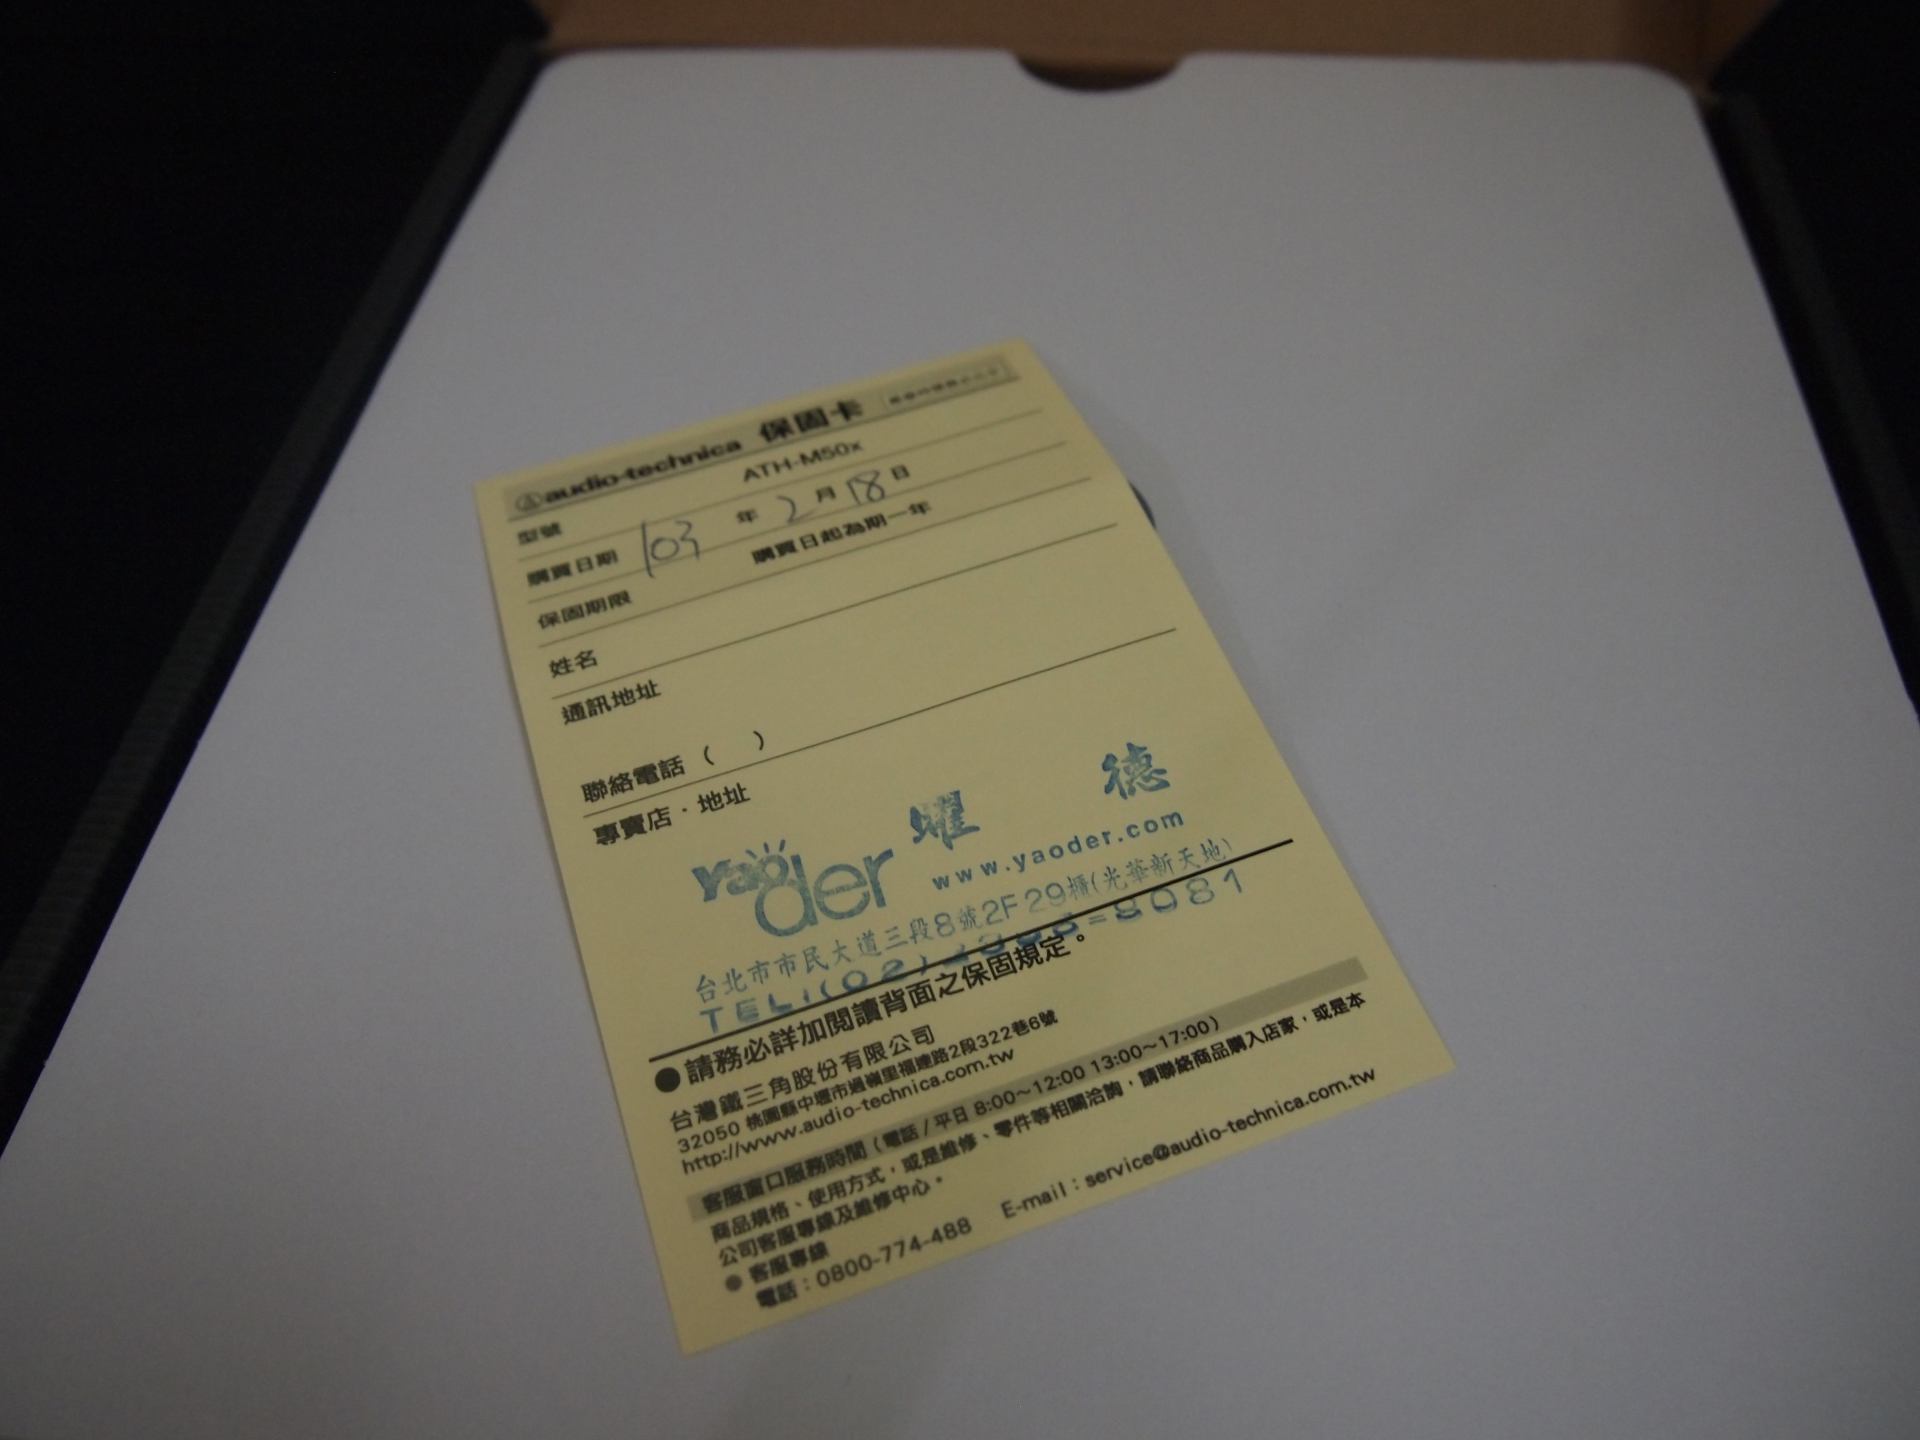 audio-technica 保固卡
型號 ATH-M50x
購買日期 103 年 2 月 18 日
保固期限 購買日起為期一年
姓名
通訊地址
聯絡電話 ( )
專賣店．地址
yaoder 曜 德
www.yaoder.com
台北市市民大道三段8號2F29櫃(光華新天地)
TEL:(02) 8081
●請務必詳加閱讀背面之保固規定。
台灣鐵三角股份有限公司
32050 桃園縣中壢市過嶺里福達路2段322巷6號
http://www.audio-technica.com.tw
客服窗口服務時間（電話/平日 8:00～12:00 13:00～17:00）
商品規格、使用方式，或是維修、零件等相關洽詢，請聯絡商品購入店家，或是本
公司客服專線及維修中心。
● 客服專線
電話：0800-774-488 E-mail：service@audio-technica.com.tw